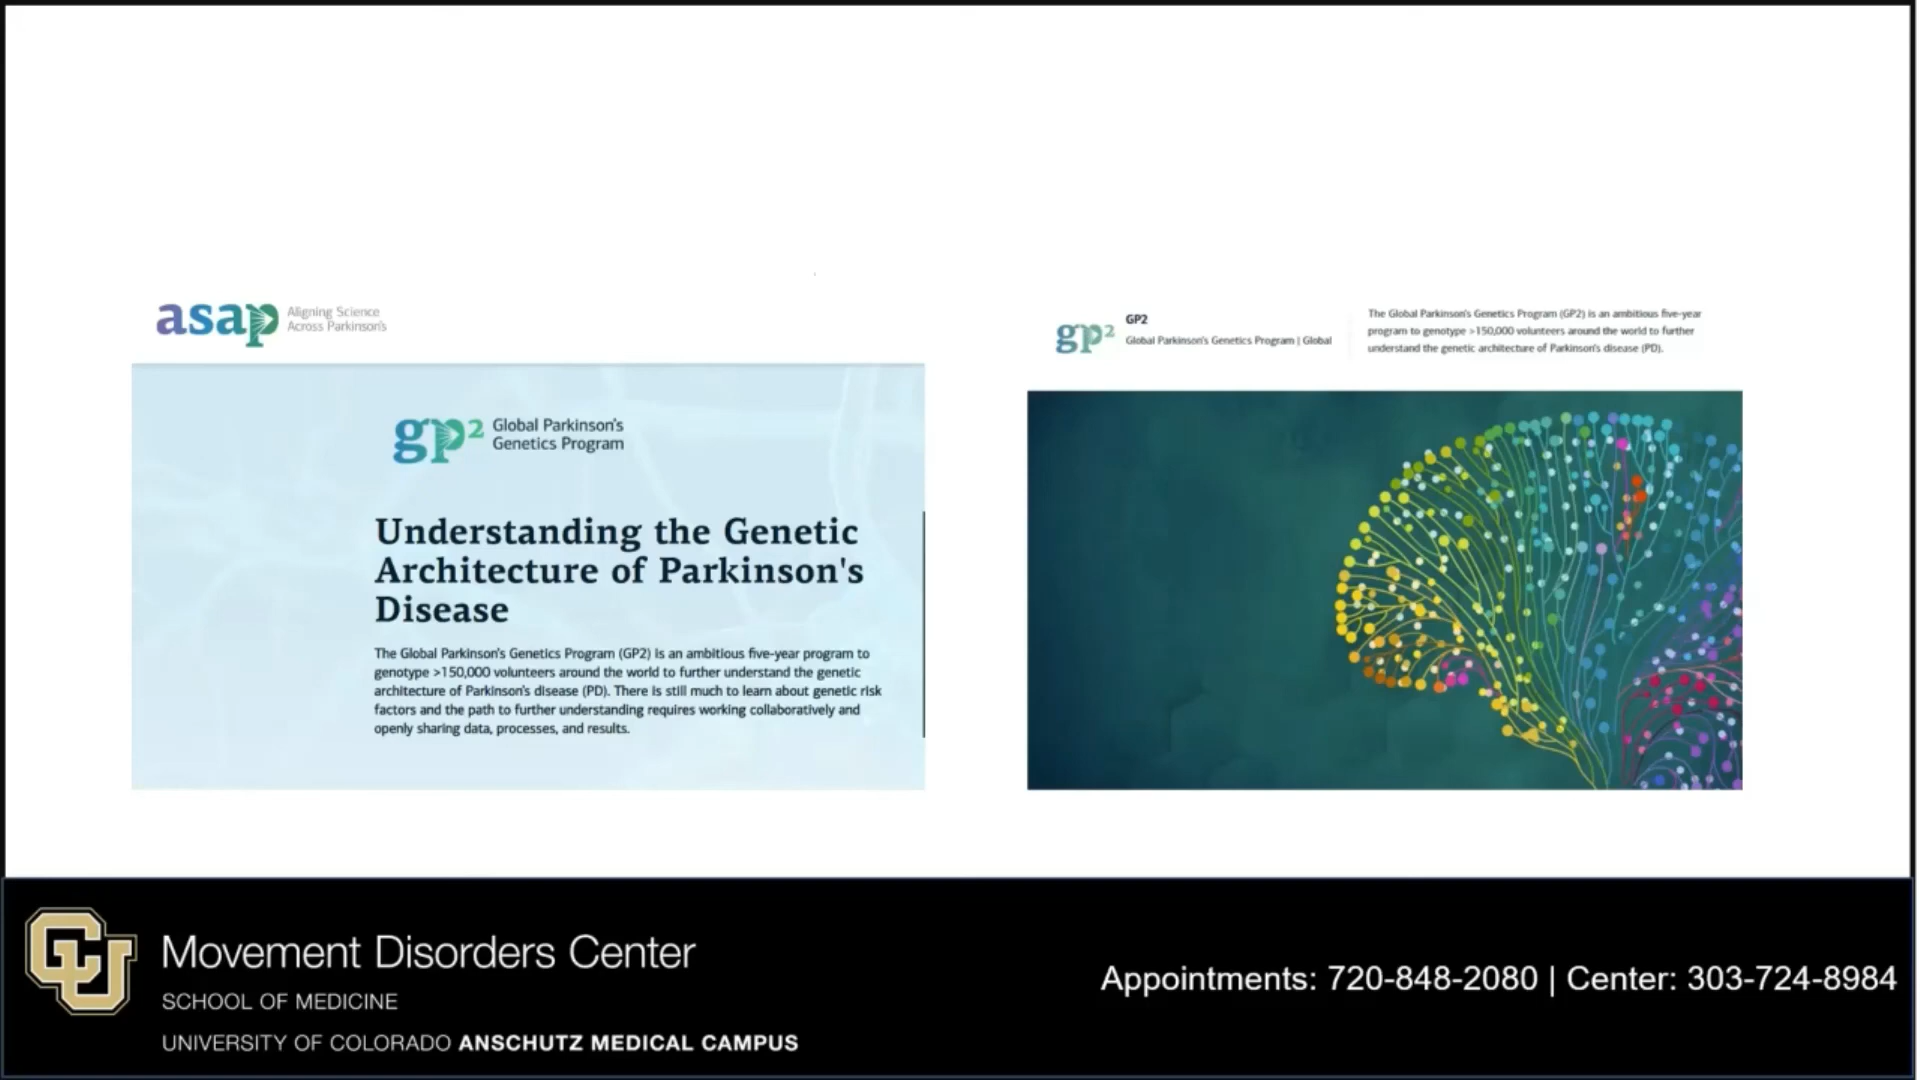 asap Aligning Science
Across Parkinson's
gp2 Global Parkinson's
Genetics Program
Understanding the Genetic
Architecture of Parkinson's
Disease
The Global Parkinson's Genetics Program (GP2) is an ambitious five-year program to
genotype >150,000 volunteers around the world to further understand the genetic
architecture of Parkinson's disease (PD). There is still much to learn about genetic risk
factors and the path to further understanding requires working collaboratively and
openly sharing data, processes, and results.
gp2
GP2
Global Parkinson's Genetics Program | Global
The Global Parkinson's Genetics Program (GP2) is an ambitious five-year
program to genotype >150,000 volunteers around the world to further
understand the genetic architecture of Parkinson's disease (PD).
CU
Movement Disorders Center
SCHOOL OF MEDICINE
UNIVERSITY OF COLORADO ANSCHUTZ MEDICAL CAMPUS
Appointments: 720-848-2080 | Center: 303-724-8984